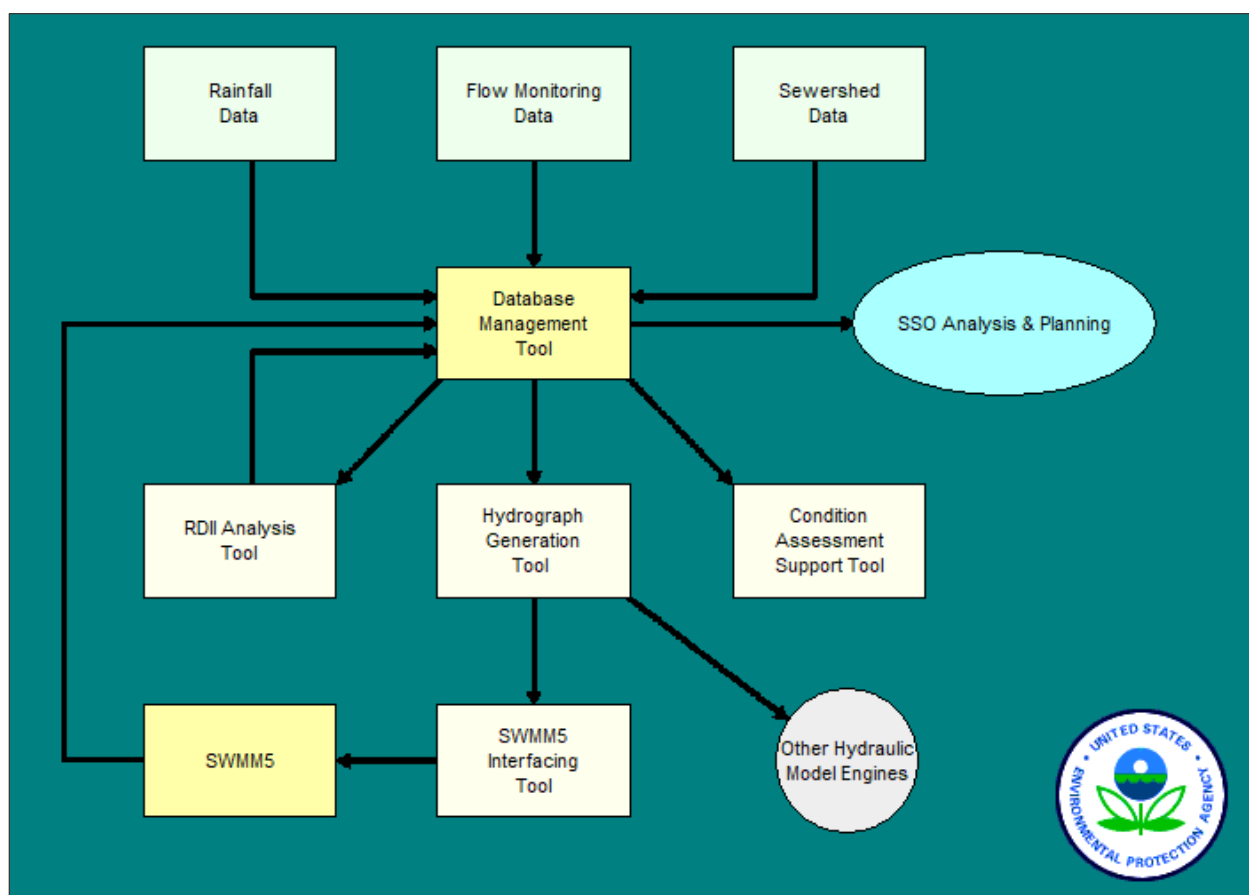 Rainfall
Data
Flow Monitoring
Data
Sewershed
Data
Database
Management
Tool
SSO Analysis & Planning
RDII Analysis
Tool
Hydrograph
Generation
Tool
Condition
Assessment
Support Tool
SWMM5
SWMM5
Interfacing
Tool
Other Hydraulic
Model Engines
UNITED STATES
ENVIRONMENTAL PROTECTION AGENCY